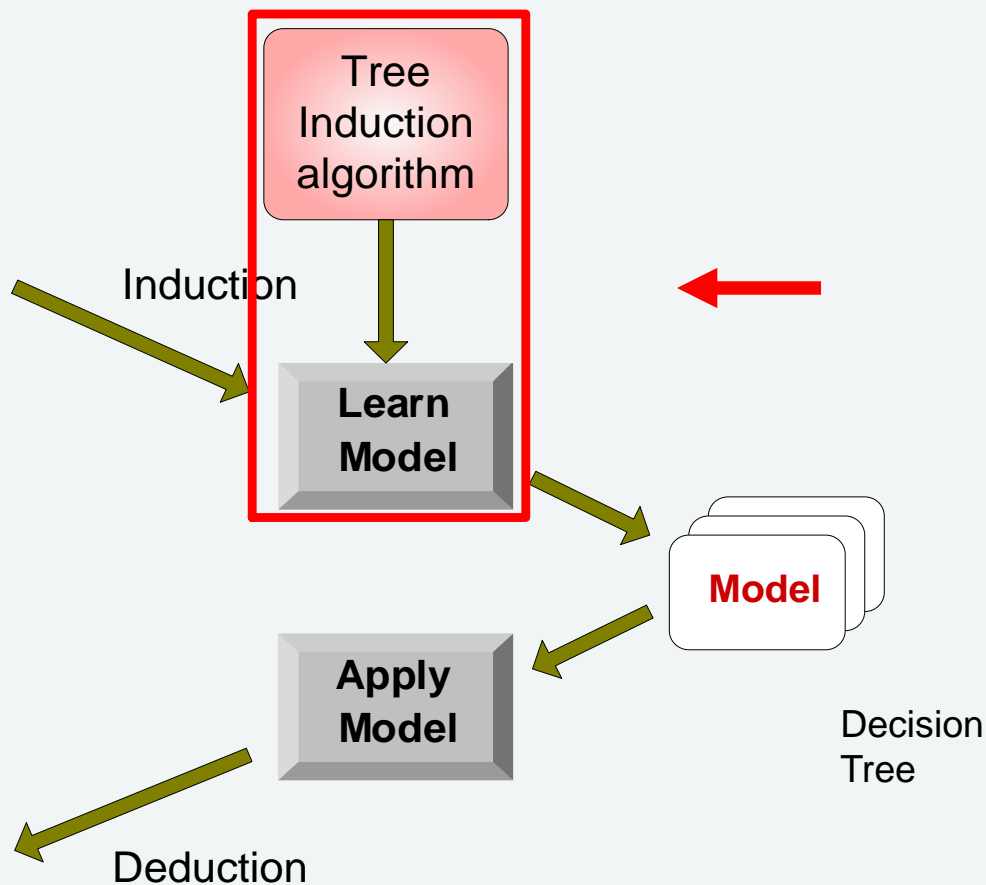 Tree
Induction
algorithm
Induction
Learn
Model
Model
Apply
Model
Decision
Tree
Deduction